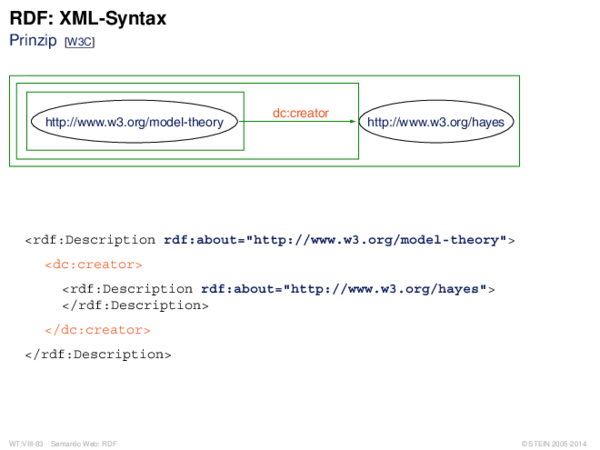 RDF: XML-Syntax
Prinzip [W3C]
dc:creator
http://www.w3.org/model-theory
http://www.w3.org/hayes
<rdf:Description rdf:about="http://www.w3.org/model-theory">
<dc:creator>
<rdf:Description rdf:about="http://www.w3.org/hayes">
</rdf:Description>
</dc:creator>
</rdf:Description>
WT:VIII-83 Semantic Web: RDF
© STEIN 2005-2014